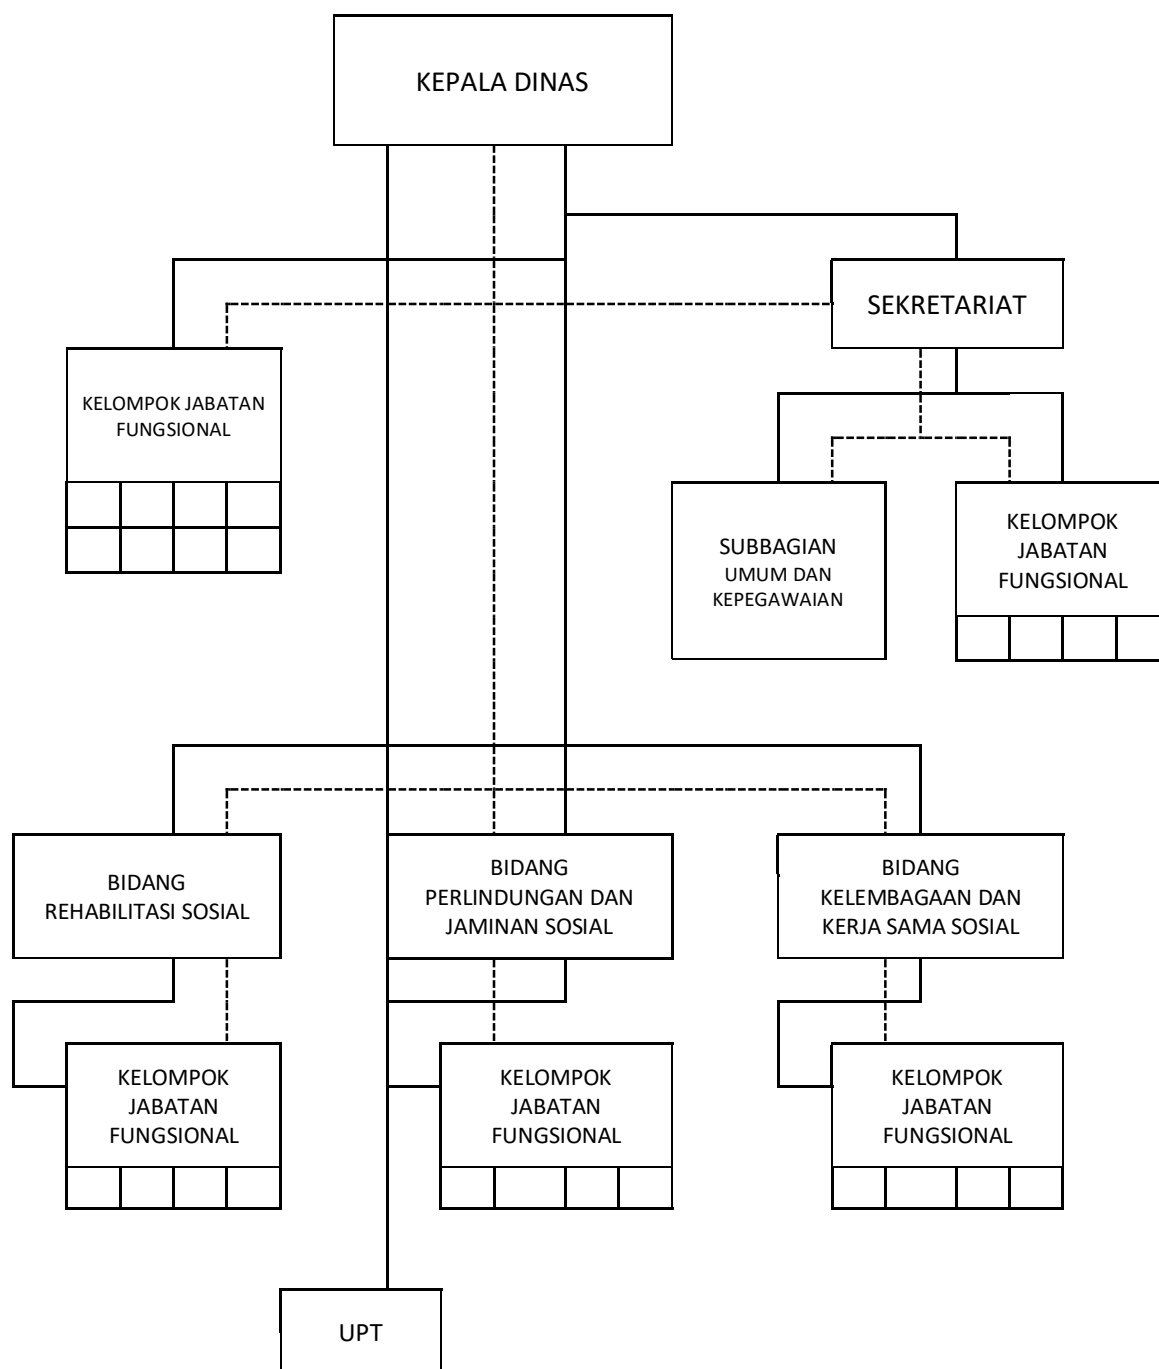 KEPALA DINAS
SEKRETARIAT
KELOMPOK JABATAN
FUNGSIONAL
SUBBAGIAN
UMUM DAN
KEPEGAWAIAN
KELOMPOK
JABATAN
FUNGSIONAL
BIDANG
REHABILITASI SOSIAL
BIDANG
PERLINDUNGAN DAN
JAMINAN SOSIAL
BIDANG
KELEMBAGAAN DAN
KERJA SAMA SOSIAL
KELOMPOK
JABATAN
FUNGSIONAL
KELOMPOK
JABATAN
FUNGSIONAL
KELOMPOK
JABATAN
FUNGSIONAL
UPT